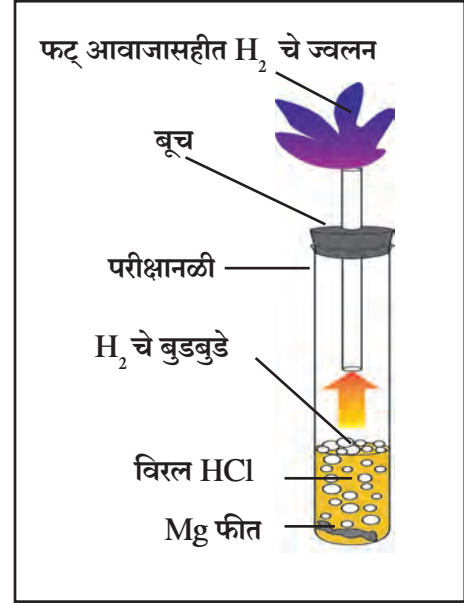 फट् आवाजासहीत H₂ चे ज्वलन
बूच
परीक्षानळी
H₂ चे बुडबुडे
विरल HCl
Mg फीत